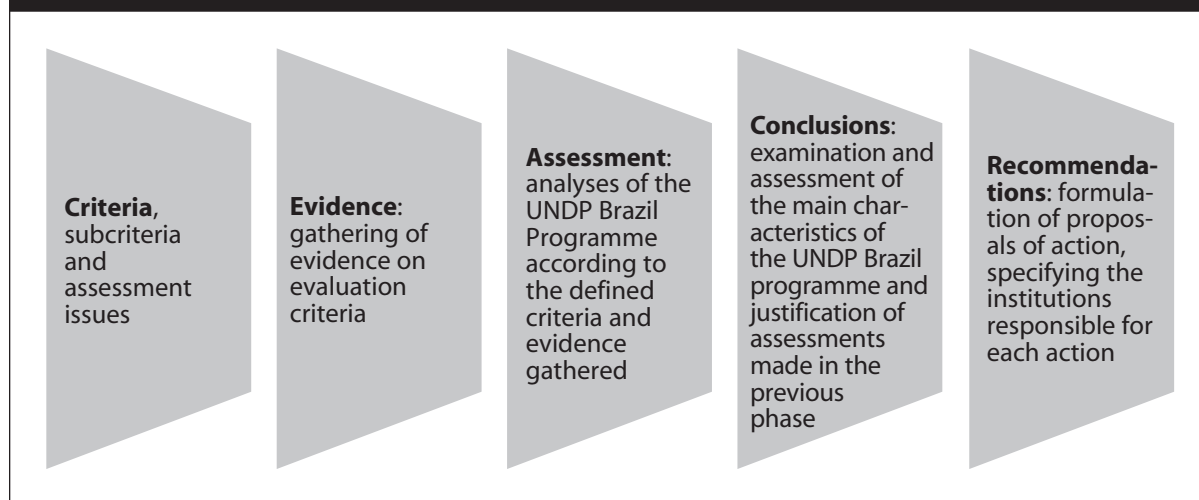 Criteria,
subcriteria
and
assessment
issues
Evidence:
gathering of
evidence on
evaluation
criteria
Assessment:
analyses of the
UNDP Brazil
Programme
according to
the defined
criteria and
evidence
gathered
Conclusions:
examination and
assessment of
the main char-
acteristics of
the UNDP Brazil
programme and
justification of
assessments
made in the
previous
phase
Recommenda-
tions: formula-
tion of propos-
als of action,
specifying the
institutions
responsible for
each action